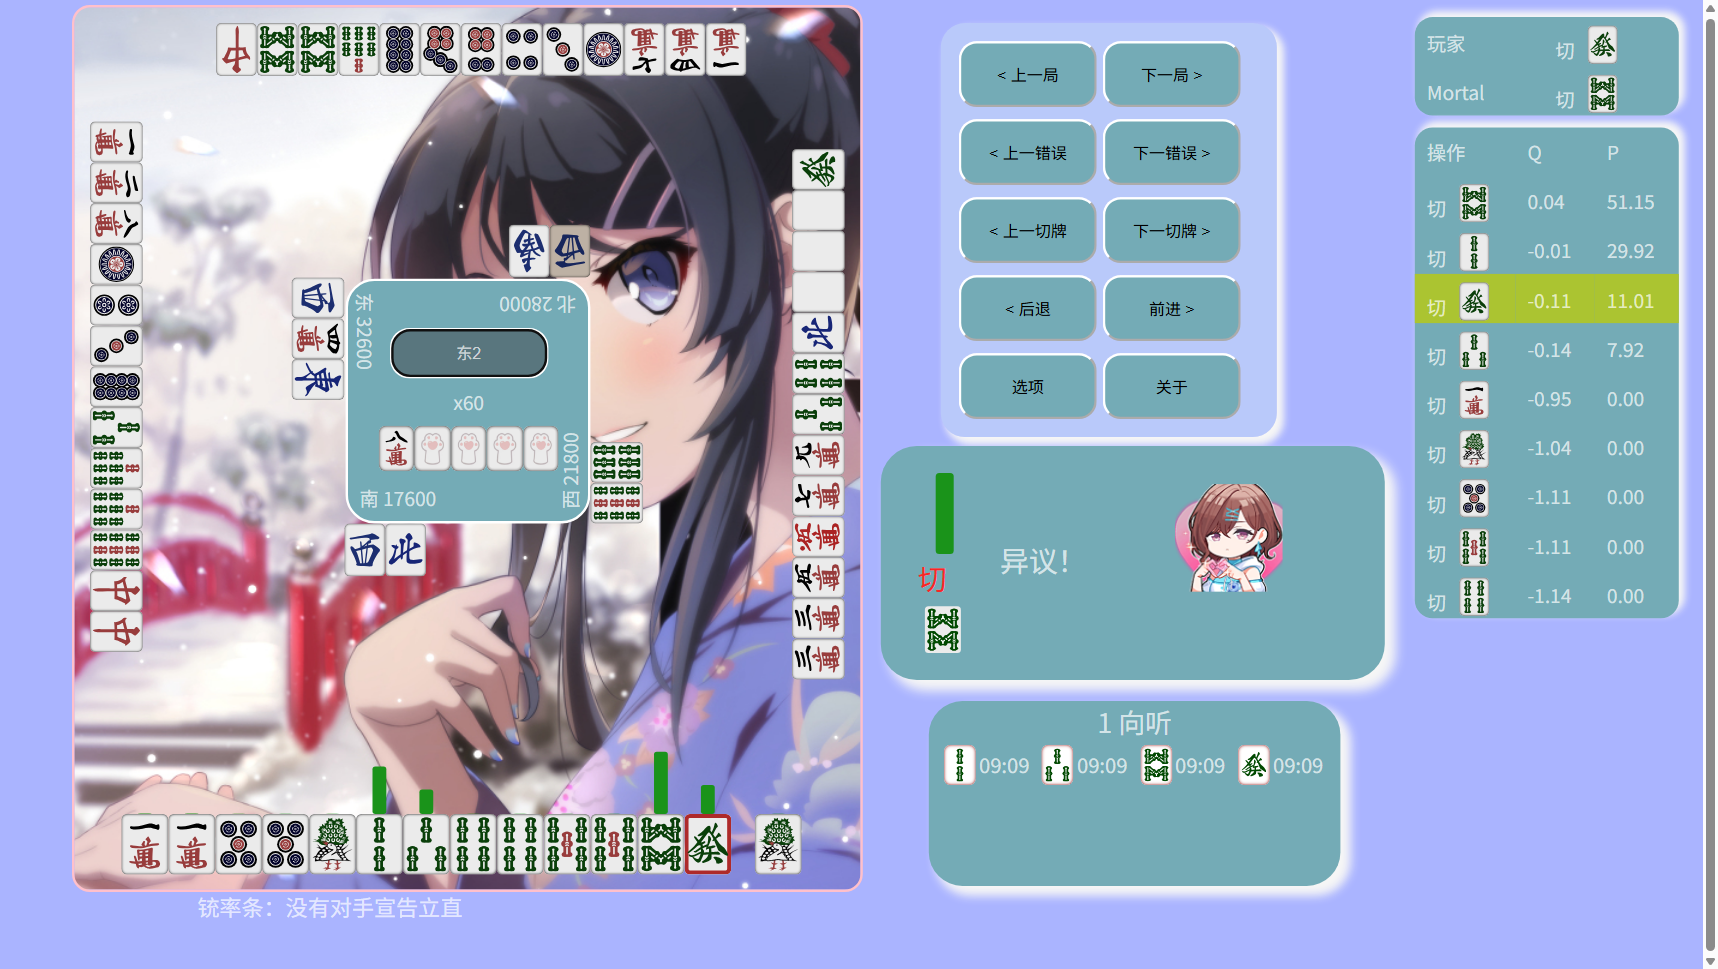 东 32600
北 28000
东2
x60
南 17600
西 21800
铳率条：没有对手宣告立直
< 上一局
下一局 >
< 上一错误
下一错误 >
< 上一切牌
下一切牌 >
< 后退
前进 >
选项
关于
异议！
切
1 向听
09:09
09:09
09:09
09:09
玩家 切
Mortal 切
操作 Q P
切 0.04 51.15
切 -0.01 29.92
切 -0.11 11.01
切 -0.14 7.92
切 -0.95 0.00
切 -1.04 0.00
切 -1.11 0.00
切 -1.11 0.00
切 -1.14 0.00